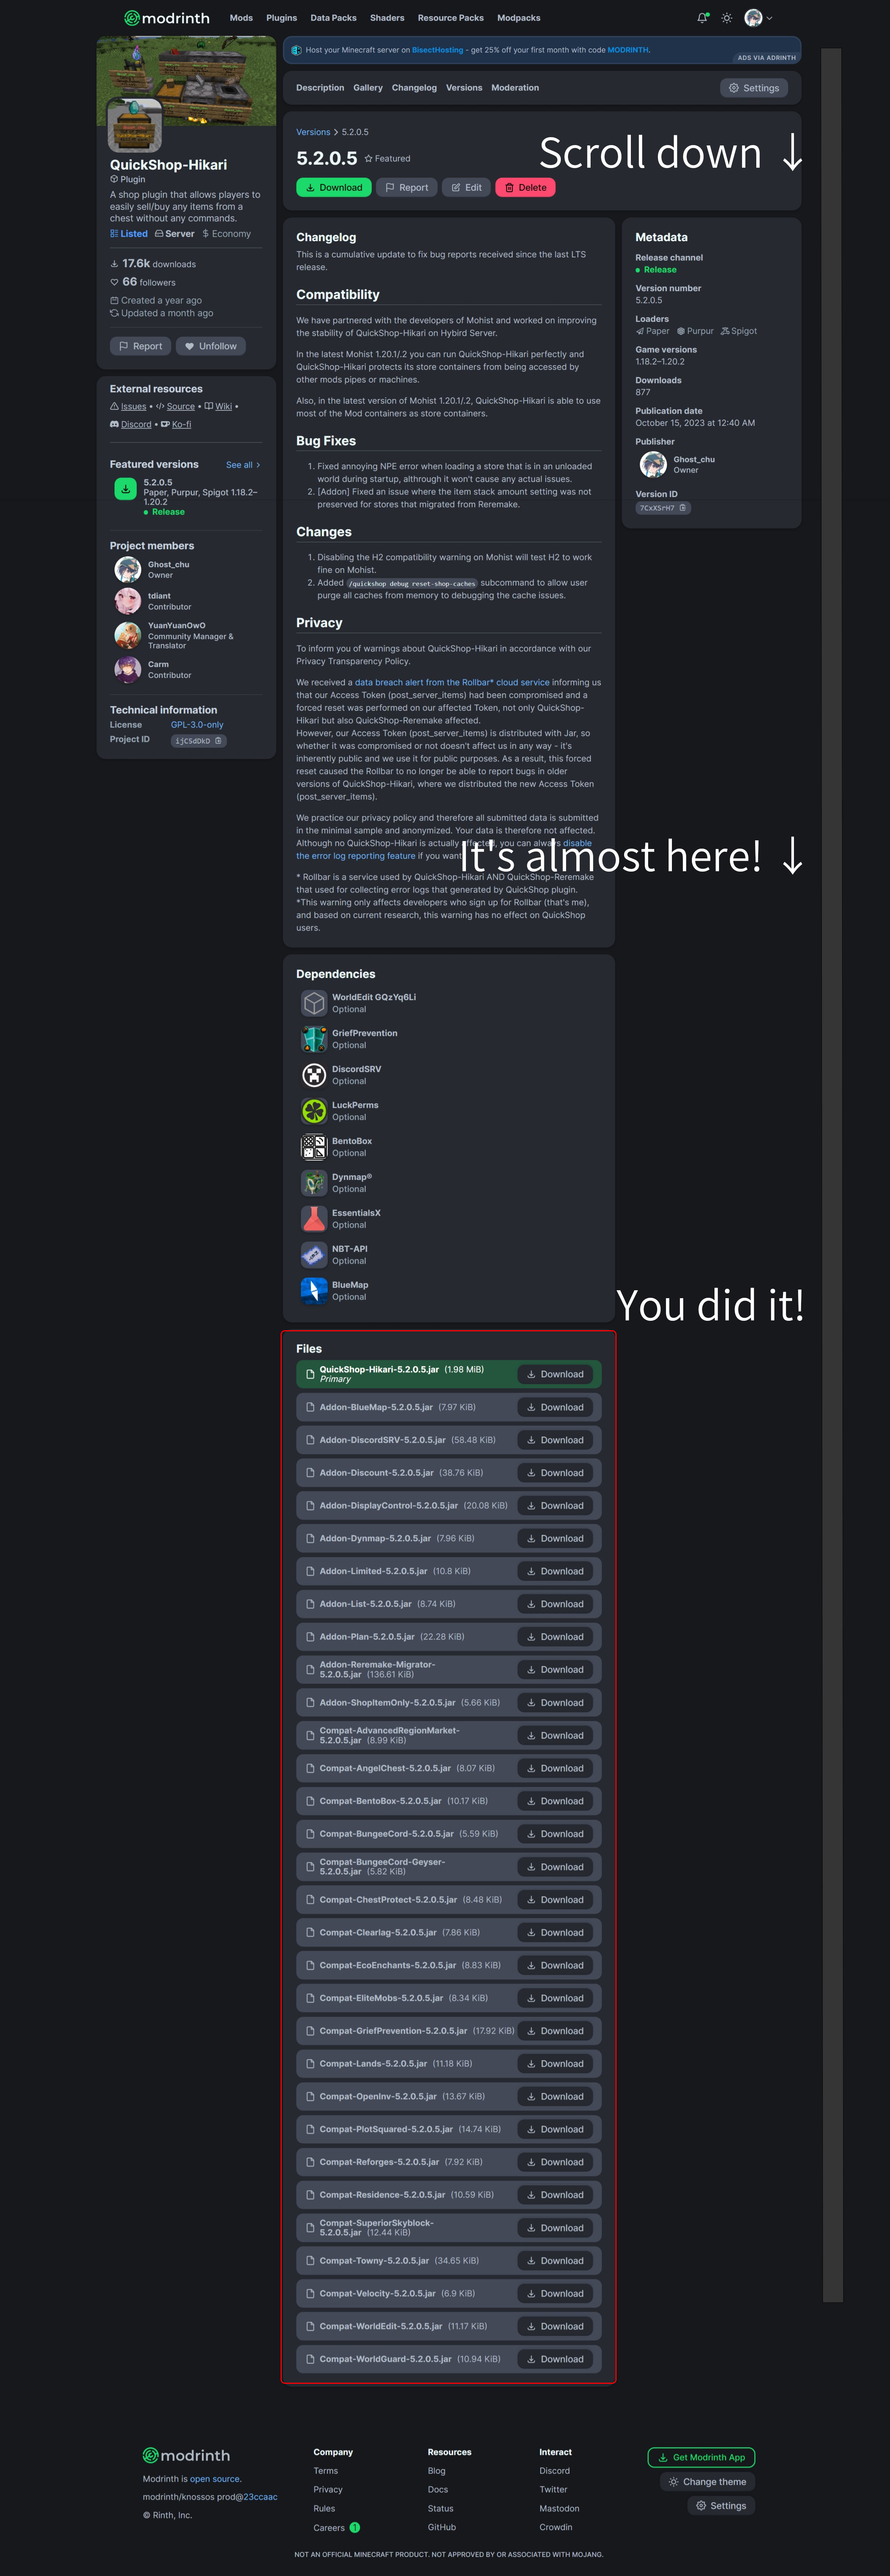 modrinth
Mods Plugins Data Packs Shaders Resource Packs Modpacks
Host your Minecraft server on BisectHosting - get 25% off your first month with code MODRINTH.
ADS VIA ADRINTH
QuickShop-Hikari
Plugin
A shop plugin that allows players to
easily sell/buy any items from a
chest without any commands.
Listed Server Economy
17.6k downloads
66 followers
Created a year ago
Updated a month ago
Report Unfollow
External resources
Issues • Source • Wiki •
Discord • Ko-fi
Featured versions See all
5.2.0.5
Paper, Purpur, Spigot 1.18.2–
1.20.2
Release
Project members
Ghost_chu
Owner
tdiant
Contributor
YuanYuanOwO
Community Manager &
Translator
Carm
Contributor
Technical information
License GPL-3.0-only
Project ID ijC5dDkD
Description Gallery Changelog Versions Moderation
Settings
Versions > 5.2.0.5
5.2.0.5 Featured
Scroll down ↓
Download Report Edit Delete
Changelog
This is a cumulative update to fix bug reports received since the last LTS
release.
Compatibility
We have partnered with the developers of Mohist and worked on improving
the stability of QuickShop-Hikari on Hybird Server.
In the latest Mohist 1.20.1/.2 you can run QuickShop-Hikari perfectly and
QuickShop-Hikari protects its store containers from being accessed by
other mods pipes or machines.
Also, in the latest version of Mohist 1.20.1/.2, QuickShop-Hikari is able to use
most of the Mod containers as store containers.
Bug Fixes
1. Fixed annoying NPE error when loading a store that is in an unloaded
world during startup, although it won't cause any actual issues.
2. [Addon] Fixed an issue where the item stack amount setting was not
preserved for stores that migrated from Reremake.
Changes
1. Disabling the H2 compatibility warning on Mohist will test H2 to work
fine on Mohist.
2. Added /quickshop debug reset-shop-caches subcommand to allow user
purge all caches from memory to debugging the cache issues.
Privacy
To inform you of warnings about QuickShop-Hikari in accordance with our
Privacy Transparency Policy.
We received a data breach alert from the Rollbar* cloud service informing us
that our Access Token (post_server_items) had been compromised and a
forced reset was performed on our affected Token, not only QuickShop-
Hikari but also QuickShop-Reremake affected.
However, our Access Token (post_server_items) is distributed with Jar, so
whether it was compromised or not doesn't affect us in any way - it's
inherently public and we use it for public purposes. As a result, this forced
reset caused the Rollbar to no longer be able to report bugs in older
versions of QuickShop-Hikari, where we distributed the new Access Token
(post_server_items).
We practice our privacy policy and therefore all submitted data is submitted
in the minimal sample and anonymized. Your data is therefore not affected.
Although no QuickShop-Hikari is actually affected, you can always disable
the error log reporting feature if you want
It's almost here! ↓
* Rollbar is a service used by QuickShop-Hikari AND QuickShop-Reremake
that used for collecting error logs that generated by QuickShop plugin.
*This warning only affects developers who sign up for Rollbar (that's me),
and based on current research, this warning has no effect on QuickShop
users.
Metadata
Release channel
Release
Version number
5.2.0.5
Loaders
Paper Purpur Spigot
Game versions
1.18.2–1.20.2
Downloads
877
Publication date
October 15, 2023 at 12:40 AM
Publisher
Ghost_chu
Owner
Version ID
7CxXSrH7
Dependencies
WorldEdit GQzYq6Li
Optional
GriefPrevention
Optional
DiscordSRV
Optional
LuckPerms
Optional
BentoBox
Optional
Dynmap®
Optional
EssentialsX
Optional
NBT-API
Optional
BlueMap
Optional
You did it!
Files
QuickShop-Hikari-5.2.0.5.jar (1.98 MiB) Download
Primary
Addon-BlueMap-5.2.0.5.jar (7.97 KiB) Download
Addon-DiscordSRV-5.2.0.5.jar (58.48 KiB) Download
Addon-Discount-5.2.0.5.jar (38.76 KiB) Download
Addon-DisplayControl-5.2.0.5.jar (20.08 KiB) Download
Addon-Dynmap-5.2.0.5.jar (7.96 KiB) Download
Addon-Limited-5.2.0.5.jar (10.8 KiB) Download
Addon-List-5.2.0.5.jar (8.74 KiB) Download
Addon-Plan-5.2.0.5.jar (22.28 KiB) Download
Addon-Reremake-Migrator-
5.2.0.5.jar (136.61 KiB) Download
Addon-ShopItemOnly-5.2.0.5.jar (5.66 KiB) Download
Compat-AdvancedRegionMarket-
5.2.0.5.jar (8.99 KiB) Download
Compat-AngelChest-5.2.0.5.jar (8.07 KiB) Download
Compat-BentoBox-5.2.0.5.jar (10.17 KiB) Download
Compat-BungeeCord-5.2.0.5.jar (5.59 KiB) Download
Compat-BungeeCord-Geyser-
5.2.0.5.jar (5.82 KiB) Download
Compat-ChestProtect-5.2.0.5.jar (8.48 KiB) Download
Compat-Clearlag-5.2.0.5.jar (7.86 KiB) Download
Compat-EcoEnchants-5.2.0.5.jar (8.83 KiB) Download
Compat-EliteMobs-5.2.0.5.jar (8.34 KiB) Download
Compat-GriefPrevention-5.2.0.5.jar (17.92 KiB) Download
Compat-Lands-5.2.0.5.jar (11.18 KiB) Download
Compat-OpenInv-5.2.0.5.jar (13.67 KiB) Download
Compat-PlotSquared-5.2.0.5.jar (14.74 KiB) Download
Compat-Reforges-5.2.0.5.jar (7.92 KiB) Download
Compat-Residence-5.2.0.5.jar (10.59 KiB) Download
Compat-SuperiorSkyblock-
5.2.0.5.jar (12.44 KiB) Download
Compat-Towny-5.2.0.5.jar (34.65 KiB) Download
Compat-Velocity-5.2.0.5.jar (6.9 KiB) Download
Compat-WorldEdit-5.2.0.5.jar (11.17 KiB) Download
Compat-WorldGuard-5.2.0.5.jar (10.94 KiB) Download
modrinth
Modrinth is open source.
modrinth/knossos prod@23ccaac
© Rinth, Inc.
Company
Terms
Privacy
Rules
Careers 1
Resources
Blog
Docs
Status
GitHub
Interact
Discord
Twitter
Mastodon
Crowdin
Get Modrinth App
Change theme
Settings
NOT AN OFFICIAL MINECRAFT PRODUCT. NOT APPROVED BY OR ASSOCIATED WITH MOJANG.